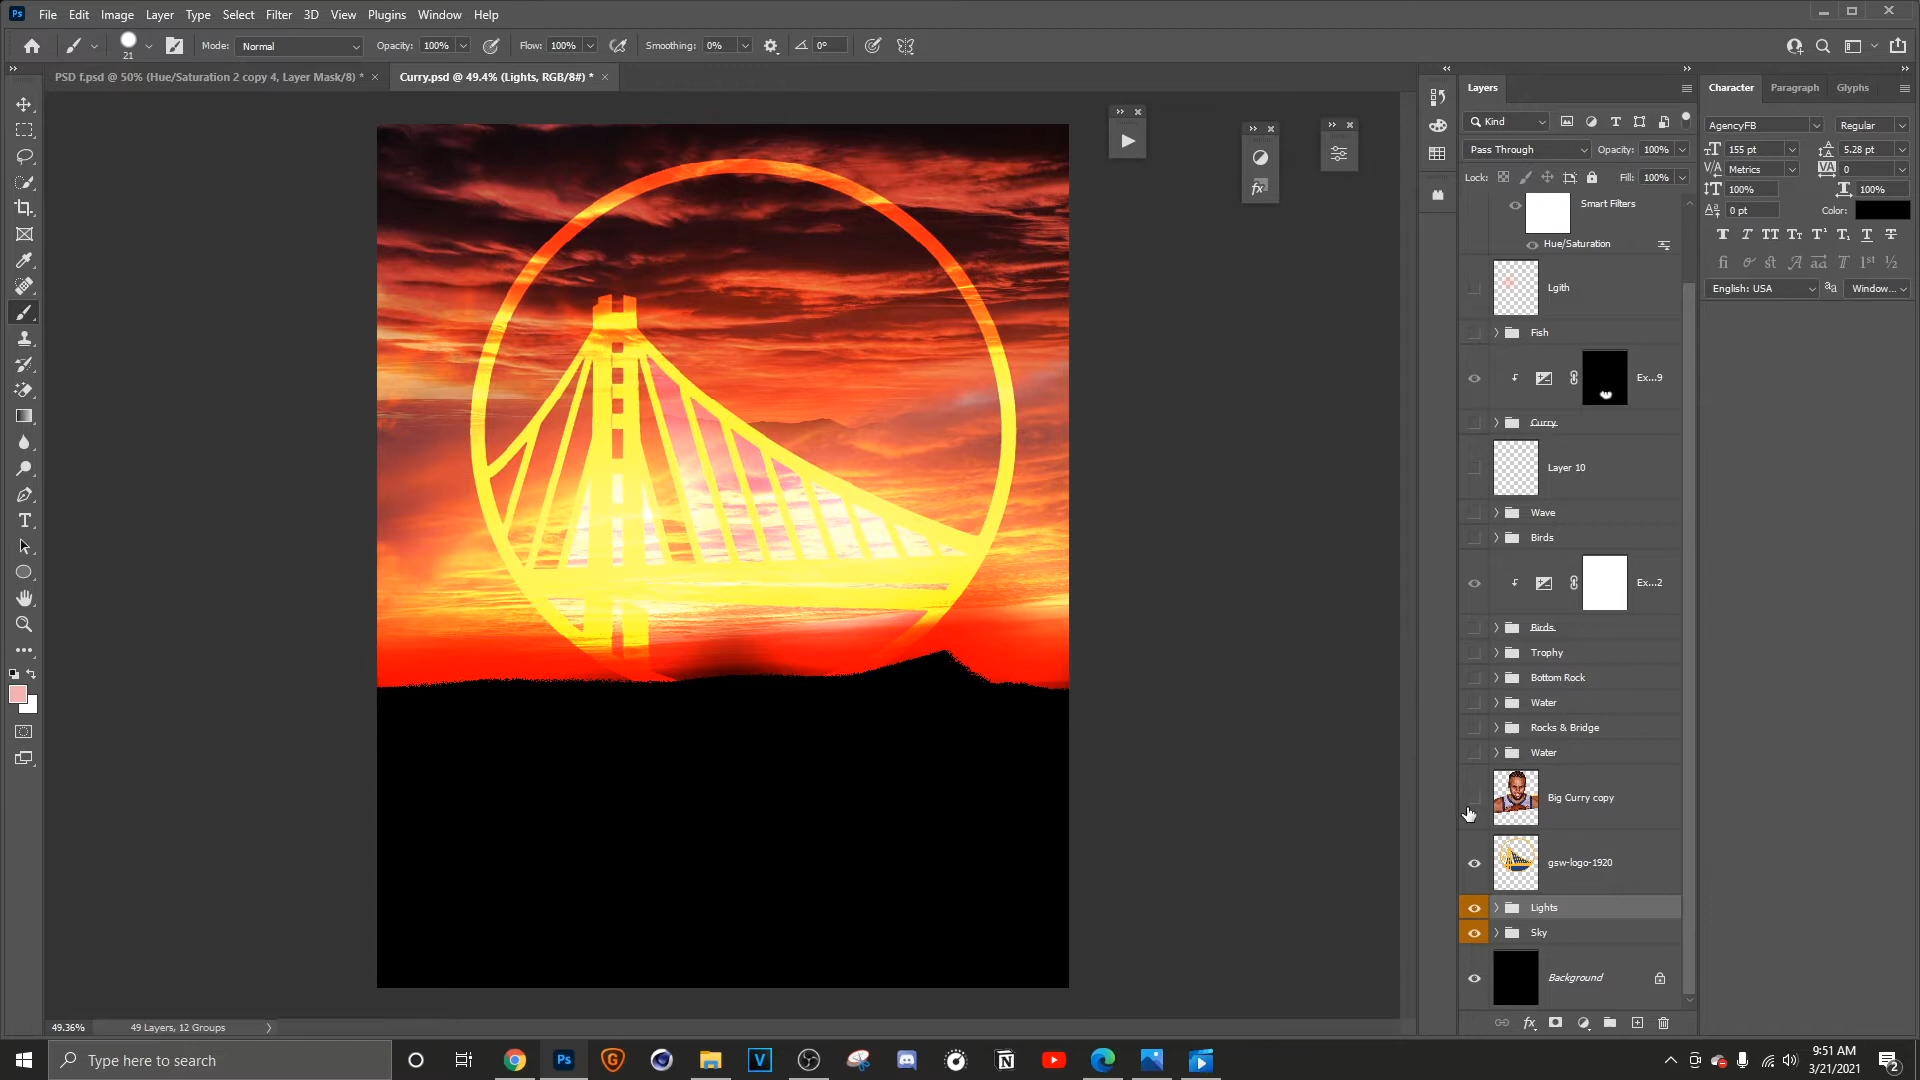 Ps File Edit Image Layer Type Select Filter 3D View Plugins Window Help
21 Mode: Normal Opacity: 100% Flow: 100% Smoothing: 0% 0°
PSD f.psd @ 50% (Hue/Saturation 2 copy 4, Layer Mask/8) * Curry.psd @ 49.4% (Lights, RGB/8#) *
Layers
Kind
Pass Through Opacity: 100%
Lock: Fill: 100%
Smart Filters
Hue/Saturation
Lgith
Fish
Ex...9
Curry
Layer 10
Wave
Birds
Ex...2
Birds
Trophy
Bottom Rock
Water
Rocks & Bridge
Water
Big Curry copy
gsw-logo-1920
Lights
Sky
Background
Character Paragraph Glyphs
AgencyFB Regular
155 pt 5.28 pt
Metrics 0
100% 100%
0 pt Color:
English: USA Window...
49.36% 49 Layers, 12 Groups
Type here to search
9:51 AM
3/21/2021
2